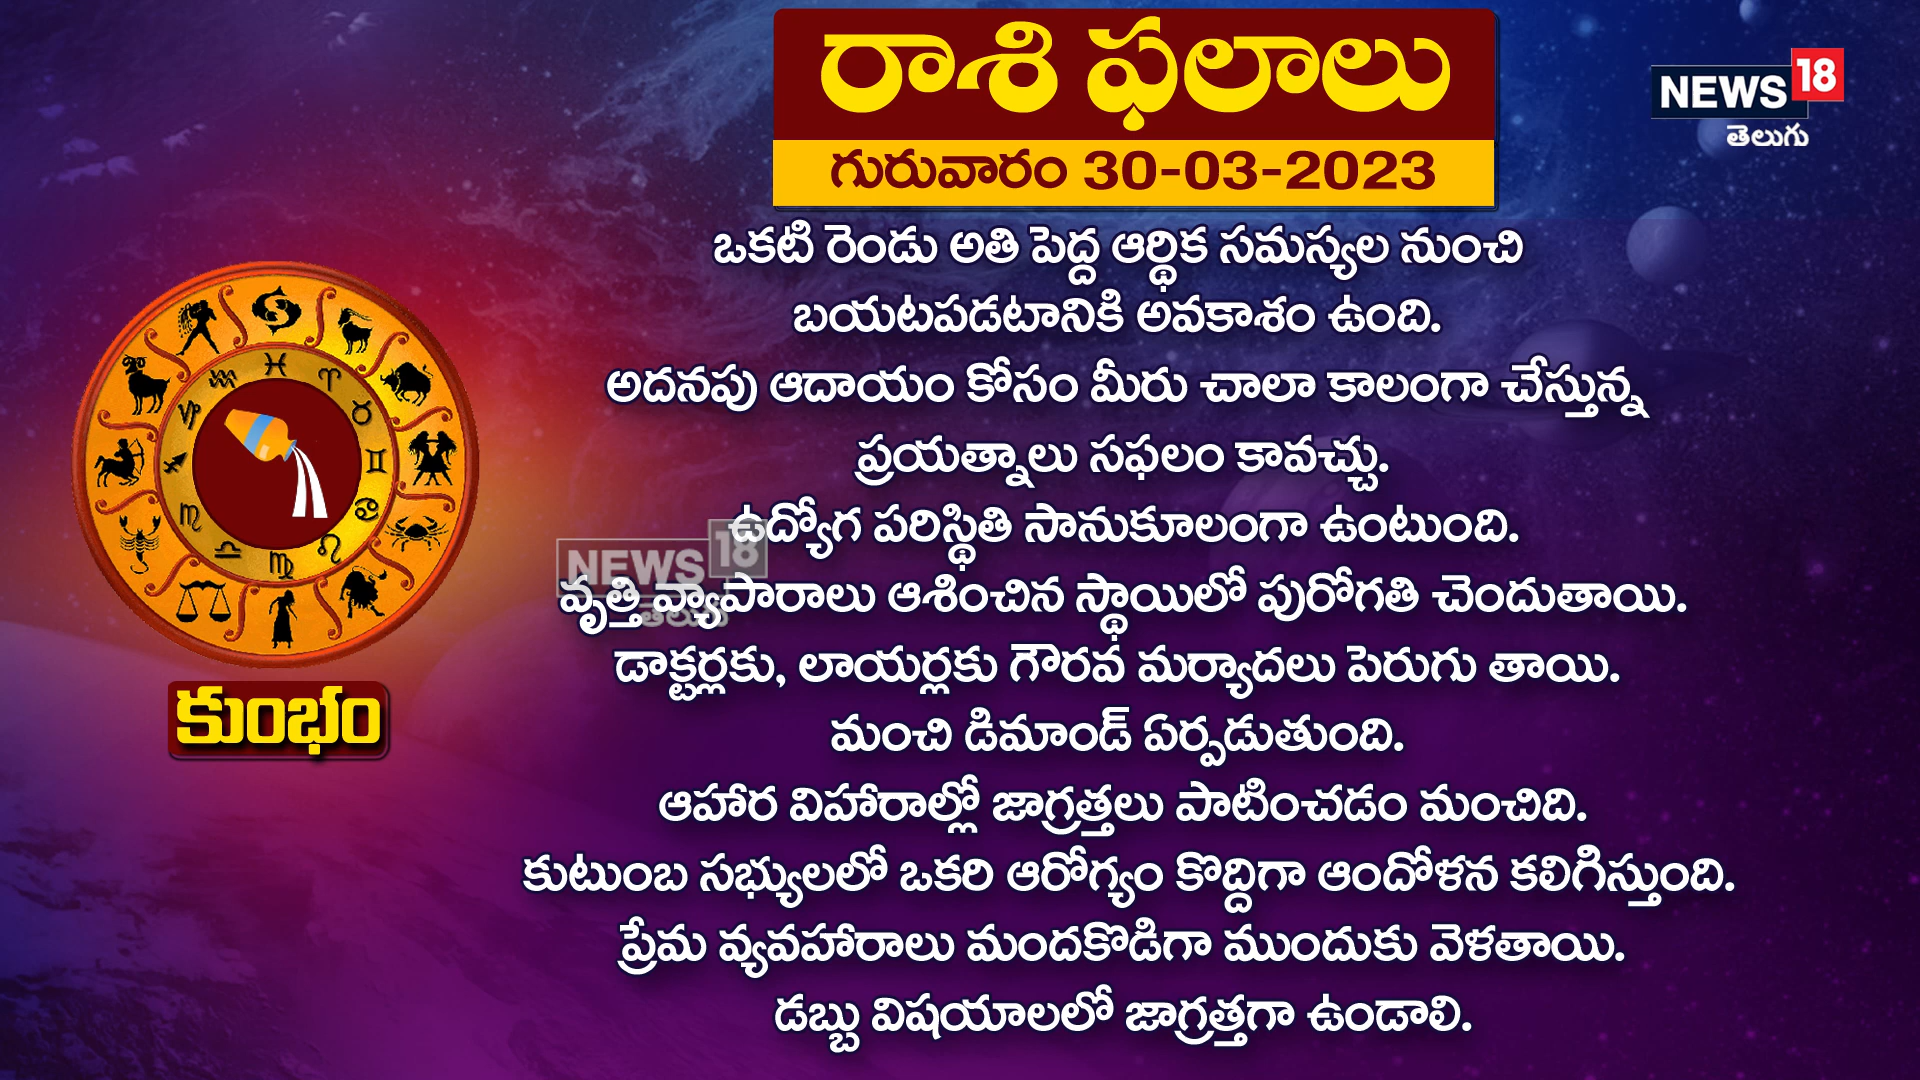 రాశి ఫలాలు
గురువారం 30-03-2023
NEWS18
తెలుగు
ఒకటి రెండు అతి పెద్ద ఆర్థిక సమస్యల నుంచి
బయటపడటానికి అవకాశం ఉంది.
అదనపు ఆదాయం కోసం మీరు చాలా కాలంగా చేస్తున్న
ప్రయత్నాలు సఫలం కావచ్చు.
ఉద్యోగ పరిస్థితి సానుకూలంగా ఉంటుంది.
వృత్తి వ్యాపారాలు ఆశించిన స్థాయిలో పురోగతి చెందుతాయి.
డాక్టర్లకు, లాయర్లకు గౌరవ మర్యాదలు పెరుగు తాయి.
మంచి డిమాండ్ ఏర్పడుతుంది.
ఆహార విహారాల్లో జాగ్రత్తలు పాటించడం మంచిది.
కుటుంబ సభ్యులలో ఒకరి ఆరోగ్యం కొద్దిగా ఆందోళన కలిగిస్తుంది.
ప్రేమ వ్యవహారాలు మందకొడిగా ముందుకు వెళతాయి.
డబ్బు విషయాలలో జాగ్రత్తగా ఉండాలి.
కుంభం
NEWS18
తెలుగు